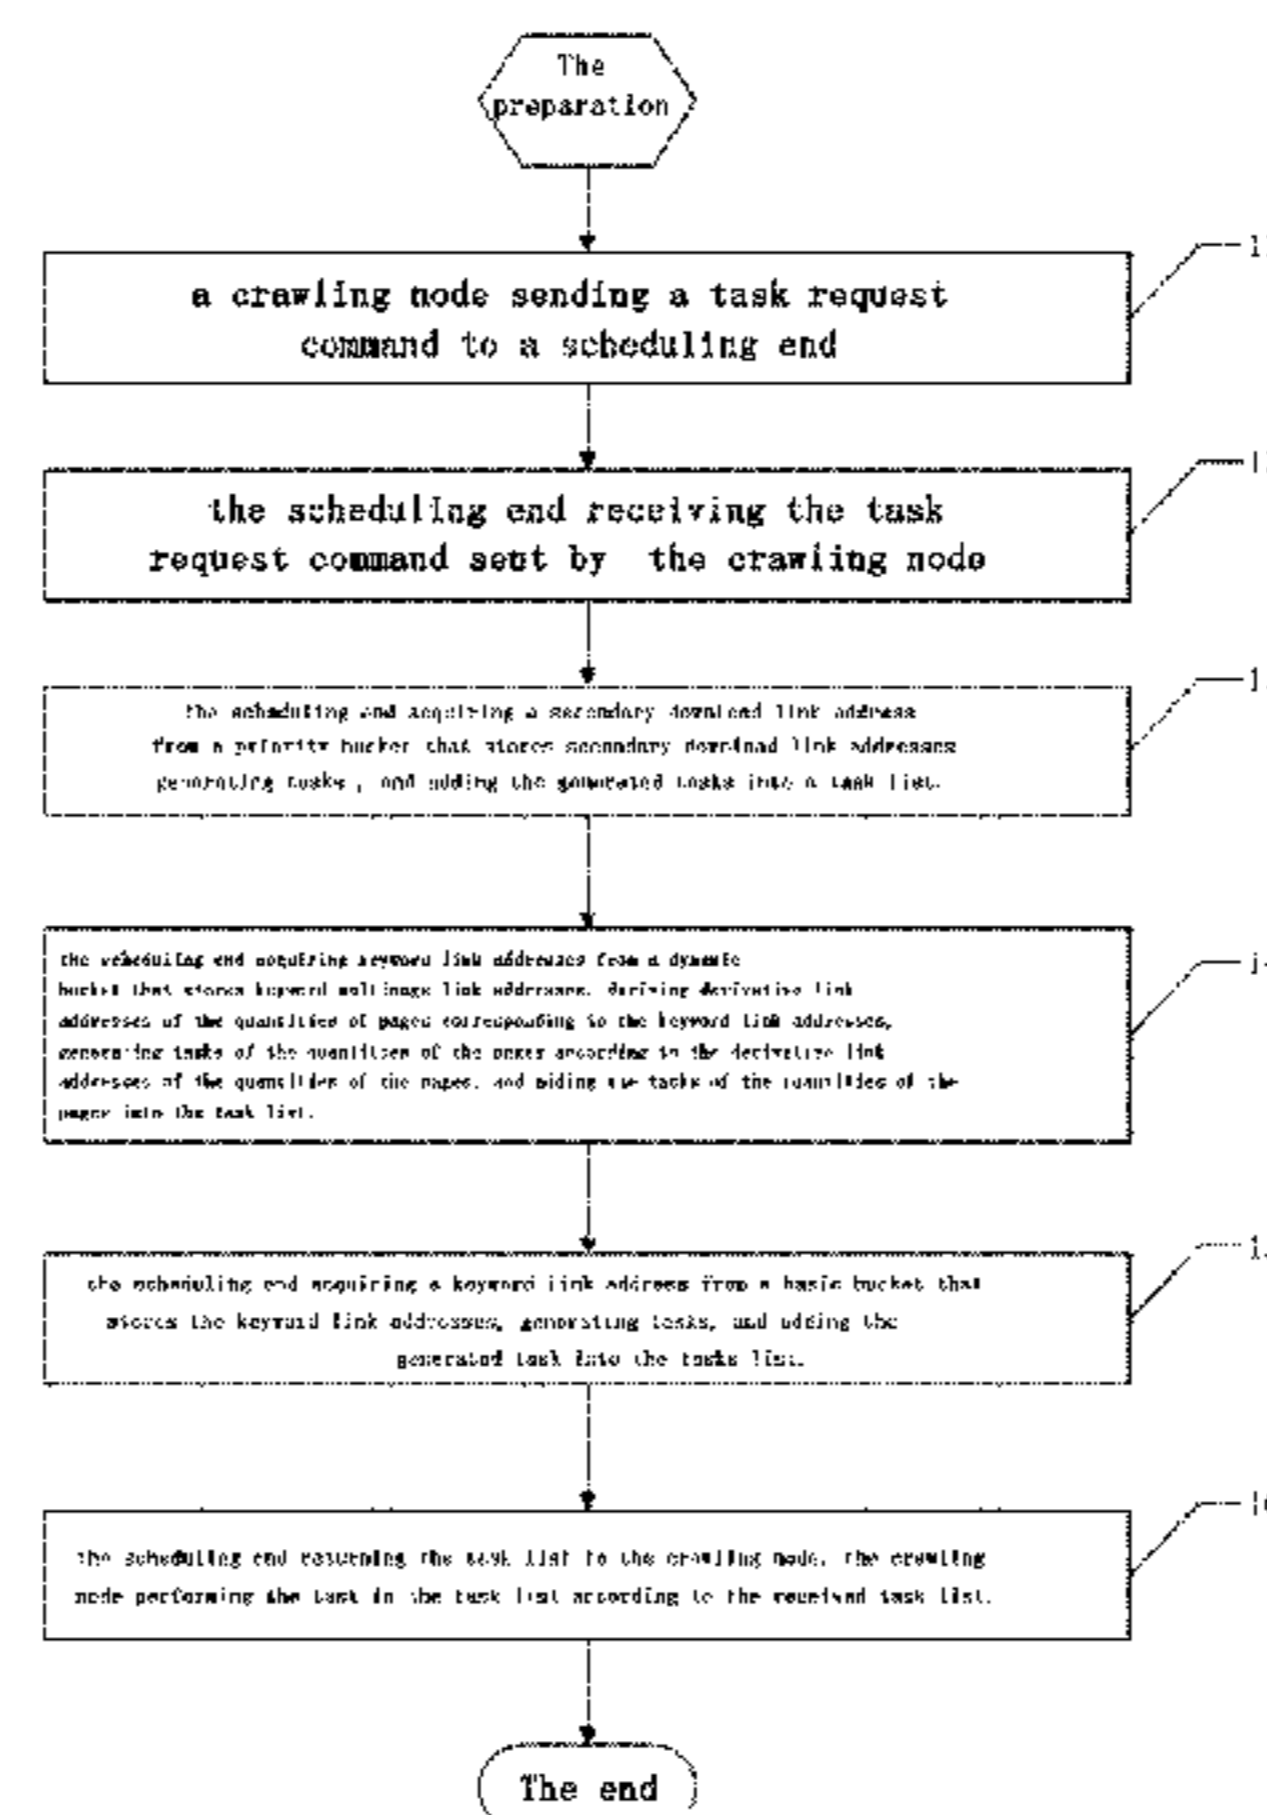 The
preparation
a crawling node sending a task request
command to a scheduling end
the scheduling end receiving the task
request command sent by the crawling node
the scheduling end acquiring a secondary download link address
from a priority bucket that stores secondary download link addresses
generating tasks, and adding the generated tasks into a task list.
the scheduling end acquiring keyword link addresses from a dynamic
bucket that stores keyword multipage link addresses, deriving derivative link
addresses of the quantities of pages corresponding to the keyword link addresses,
generating tasks of the quantities of the pages according to the derivative link
addresses of the quantities of the pages, and adding the tasks of the quantities of the
pages into the task list.
the scheduling end acquiring a keyword link address from a basic bucket that
stores the keyword link addresses, generating tasks, and adding the
generated task into the tasks list.
the scheduling end returning the task list to the crawling node, the crawling
node performing the task in the task list according to the received task list.
The end